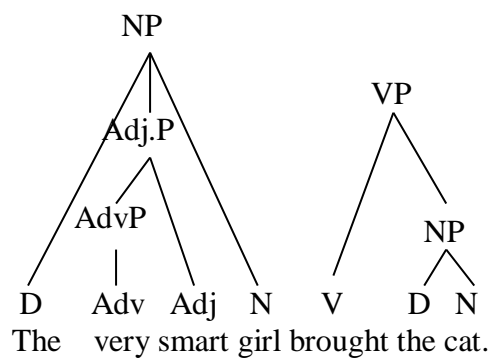 NP
VP
Adj.P
AdvP
NP
D Adv Adj N V D N
The very smart girl brought the cat.